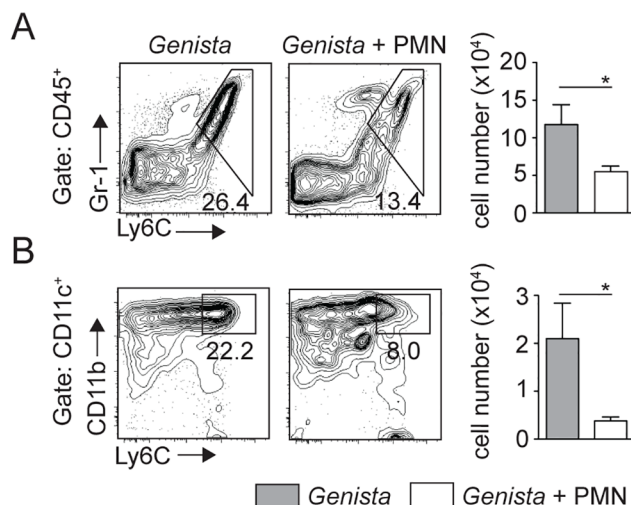 A
Genista
Genista + PMN
Gate: CD45+
Gr-1
26.4
13.4
Ly6C
cell number (x10⁴)
20
15
10
5
0
*
B
Gate: CD11c+
CD11b
22.2
8.0
Ly6C
cell number (x10⁴)
3
2
1
0
*
Genista
Genista + PMN